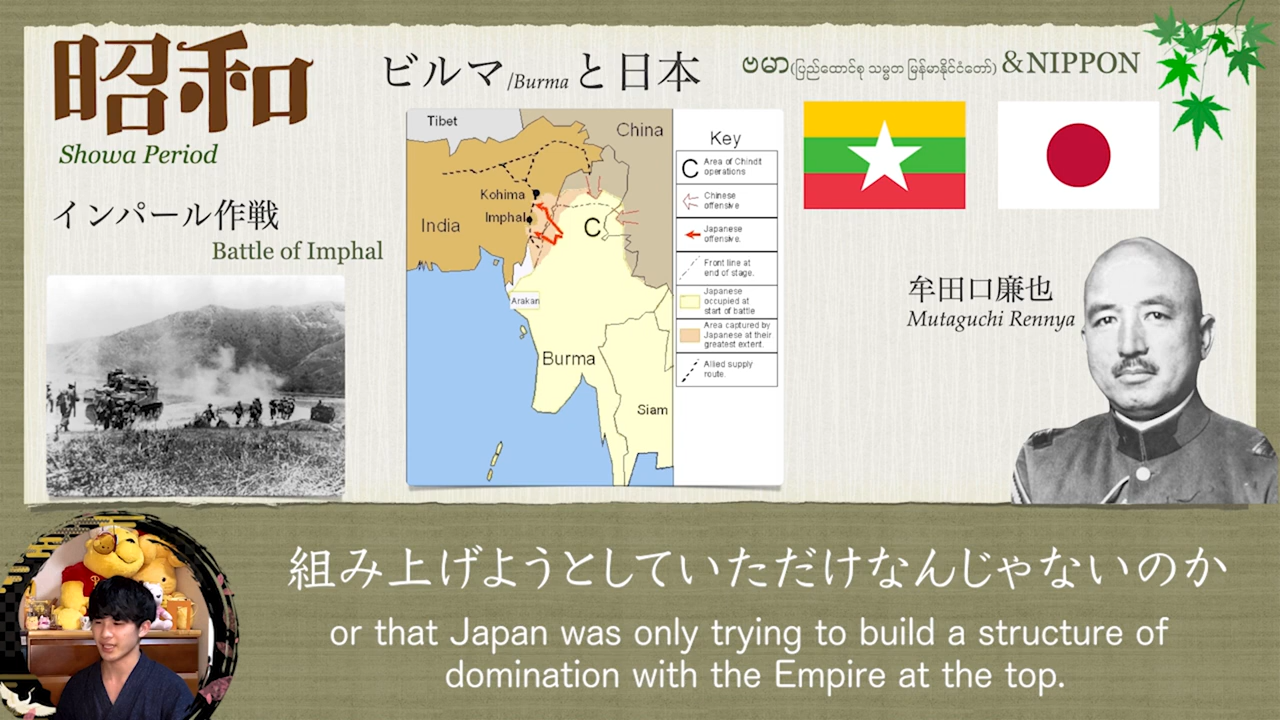 昭和
Showa Period
インパール作戦
Battle of Imphal
ビルマ/Burma と日本
ဗမာ(ပြည်ထောင်စု သမ္မတ မြန်မာနိုင်ငံတော်) &NIPPON
Tibet
China
Kohima
Imphal
India
C
Arakan
Burma
Siam
Key
C Area of Chindit
operations
Chinese
offensive
Japanese
offensive.
Front line at
end of stage.
Japanese
occupied at
start of battle
Area captured by
Japanese at their
greatest extent.
Allied supply
route.
牟田口廉也
Mutaguchi Rennya
組み上げようとしていただけなんじゃないのか
or that Japan was only trying to build a structure of
domination with the Empire at the top.